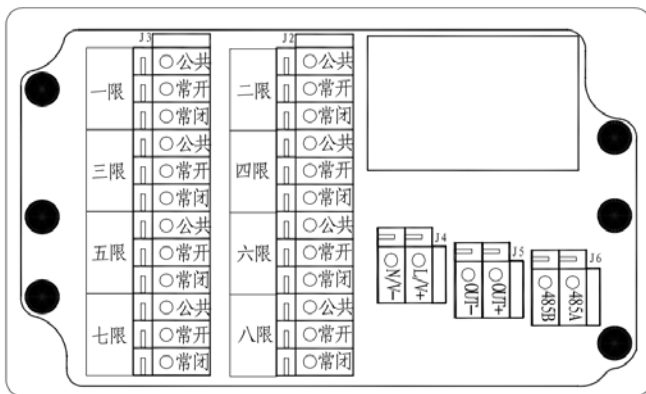 J3
一限
公共
常开
常闭
三限
公共
常开
常闭
五限
公共
常开
常闭
七限
公共
常开
常闭
J2
二限
公共
常开
常闭
四限
公共
常开
常闭
六限
公共
常开
常闭
八限
公共
常开
常闭
J4
N/V-
L/V+
J5
OUT-
OUT+
J6
485B
485A